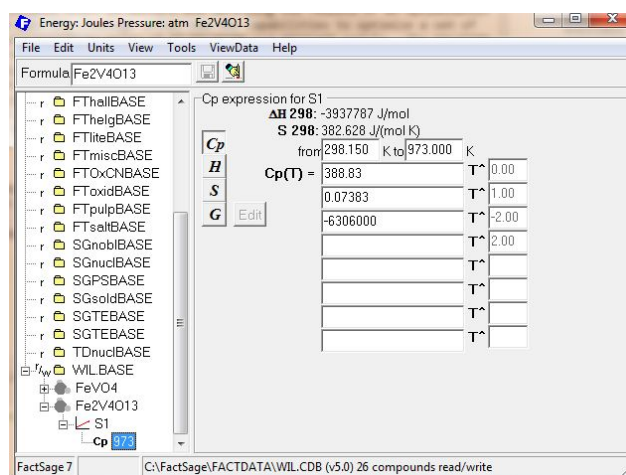 Energy: Joules Pressure: atm Fe2V4O13
File Edit Units View Tools ViewData Help
Formula Fe2V4O13
r FThallBASE
r FThelgBASE
r FTliteBASE
r FTmiscBASE
r FTOxCNBASE
r FToxidBASE
r FTpulpBASE
r FTsaltBASE
r SGnoblBASE
r SGnuclBASE
r SGPSBASE
r SGsoldBASE
r SGTEBASE
r SGTEBASE
r TDnuclBASE
r/w WILBASE
FeVO4
Fe2V4O13
S1
Cp 973
Cp expression for S1
ΔH 298: -3937787 J/mol
S 298: 382.628 J/(mol K)
from 298.150 K to 973.000 K
Cp
H
S
G Edit
Cp(T) = 388.83 T^ 0.00
0.07383 T^ 1.00
-6306000 T^ -2.00
T^ 2.00
T^
T^
T^
T^
FactSage 7 C:\FactSage\FACTDATA\WIL.CDB (v5.0) 26 compounds read/write